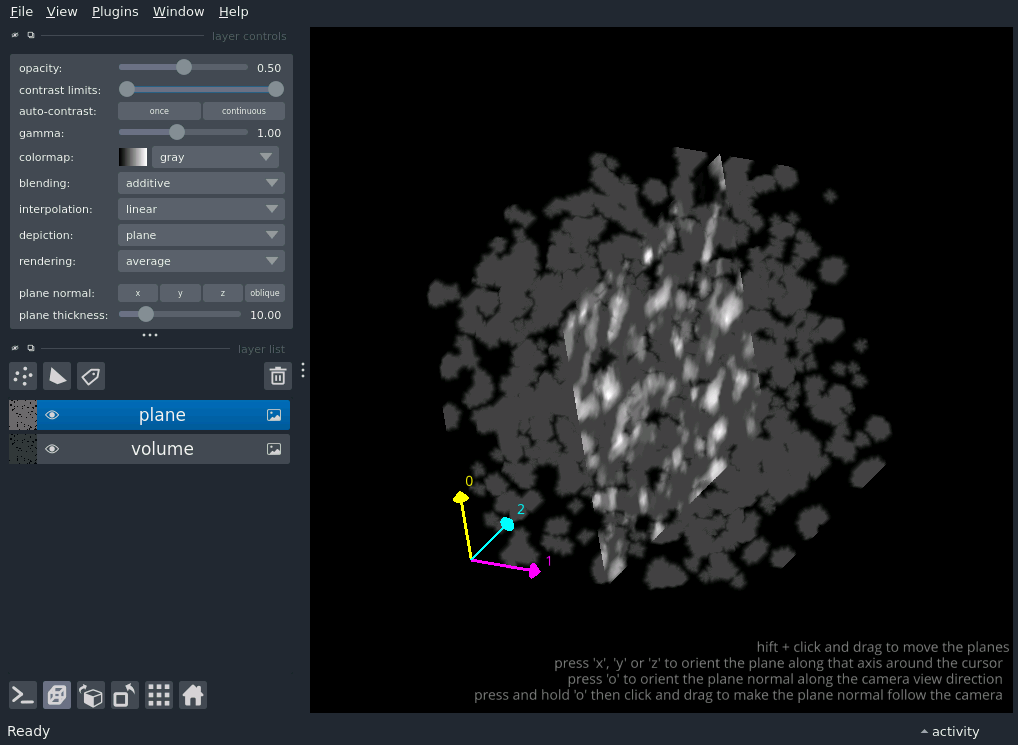 File View Plugins Window Help
layer controls
opacity: 0.50
contrast limits:
auto-contrast: once continuous
gamma: 1.00
colormap: gray
blending: additive
interpolation: linear
depiction: plane
rendering: average
plane normal: x y z oblique
plane thickness: 10.00
layer list
plane
volume
0
2
1
hift + click and drag to move the planes
press 'x', 'y' or 'z' to orient the plane along that axis around the cursor
press 'o' to orient the plane normal along the camera view direction
press and hold 'o' then click and drag to make the plane normal follow the camera
Ready activity